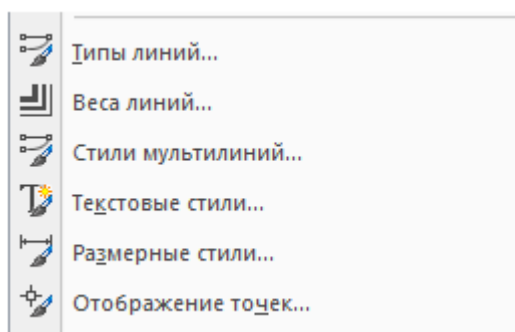 Типы линий...
Веса линий...
Стили мультилиний...
Текстовые стили...
Размерные стили...
Отображение точек...